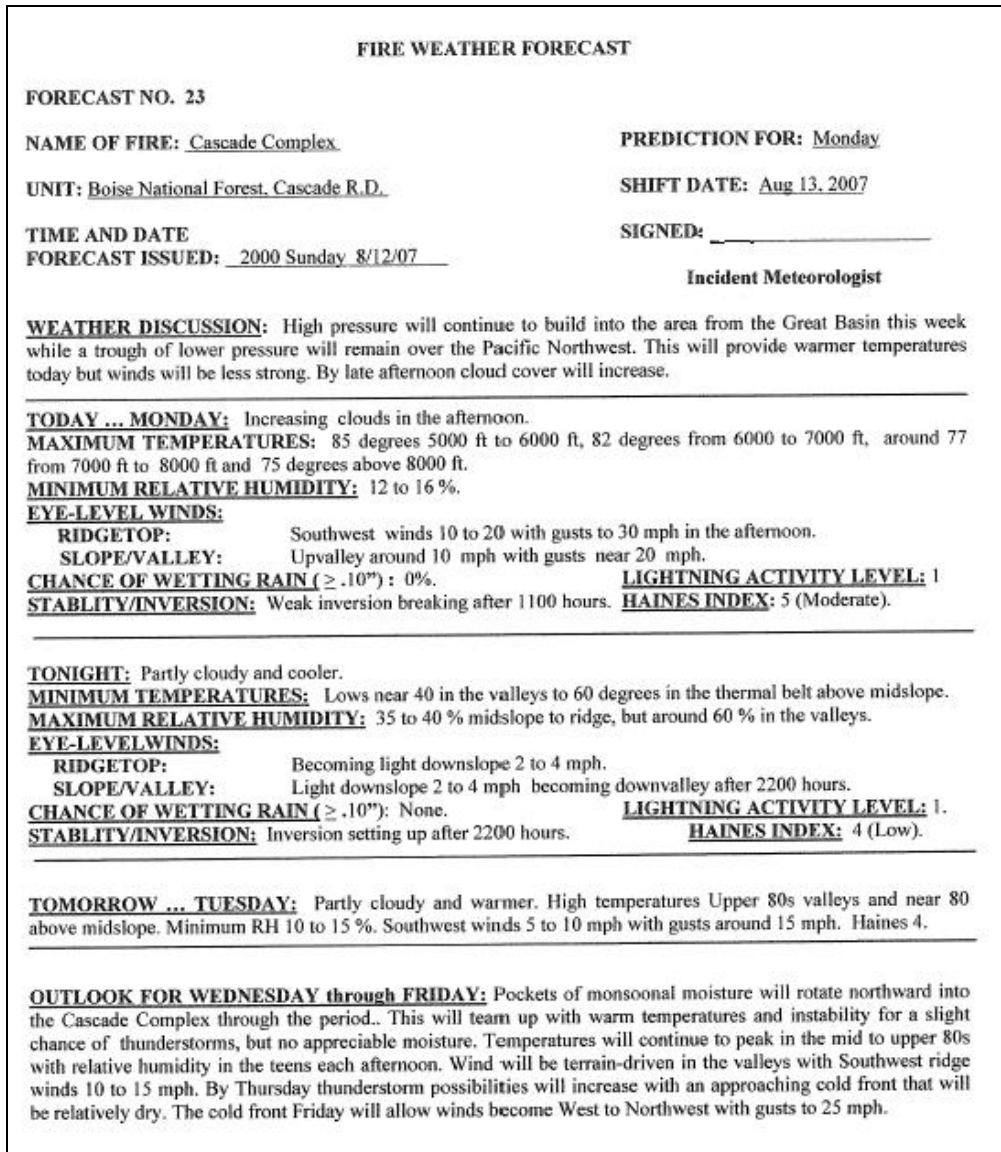 FIRE WEATHER FORECAST
FORECAST NO. 23
NAME OF FIRE: Cascade Complex
PREDICTION FOR: Monday
UNIT: Boise National Forest, Cascade R.D.
SHIFT DATE: Aug 13, 2007
TIME AND DATE
FORECAST ISSUED: 2000 Sunday 8/12/07
SIGNED:
Incident Meteorologist
WEATHER DISCUSSION: High pressure will continue to build into the area from the Great Basin this week
while a trough of lower pressure will remain over the Pacific Northwest. This will provide warmer temperatures
today but winds will be less strong. By late afternoon cloud cover will increase.
TODAY ... MONDAY: Increasing clouds in the afternoon.
MAXIMUM TEMPERATURES: 85 degrees 5000 ft to 6000 ft, 82 degrees from 6000 to 7000 ft, around 77
from 7000 ft to 8000 ft and 75 degrees above 8000 ft.
MINIMUM RELATIVE HUMIDITY: 12 to 16 %.
EYE-LEVEL WINDS:
RIDGETOP: Southwest winds 10 to 20 with gusts to 30 mph in the afternoon.
SLOPE/VALLEY: Upvalley around 10 mph with gusts near 20 mph.
CHANCE OF WETTING RAIN ( ≥ .10”) : 0%. LIGHTNING ACTIVITY LEVEL: 1
STABLITY/INVERSION: Weak inversion breaking after 1100 hours. HAINES INDEX: 5 (Moderate).
TONIGHT: Partly cloudy and cooler.
MINIMUM TEMPERATURES: Lows near 40 in the valleys to 60 degrees in the thermal belt above midslope.
MAXIMUM RELATIVE HUMIDITY: 35 to 40 % midslope to ridge, but around 60 % in the valleys.
EYE-LEVELWINDS:
RIDGETOP: Becoming light downslope 2 to 4 mph.
SLOPE/VALLEY: Light downslope 2 to 4 mph becoming downvalley after 2200 hours.
CHANCE OF WETTING RAIN ( ≥ .10”): None. LIGHTNING ACTIVITY LEVEL: 1.
STABLITY/INVERSION: Inversion setting up after 2200 hours. HAINES INDEX: 4 (Low).
TOMORROW ... TUESDAY: Partly cloudy and warmer. High temperatures Upper 80s valleys and near 80
above midslope. Minimum RH 10 to 15 %. Southwest winds 5 to 10 mph with gusts around 15 mph. Haines 4.
OUTLOOK FOR WEDNESDAY through FRIDAY: Pockets of monsoonal moisture will rotate northward into
the Cascade Complex through the period.. This will team up with warm temperatures and instability for a slight
chance of thunderstorms, but no appreciable moisture. Temperatures will continue to peak in the mid to upper 80s
with relative humidity in the teens each afternoon. Wind will be terrain-driven in the valleys with Southwest ridge
winds 10 to 15 mph. By Thursday thunderstorm possibilities will increase with an approaching cold front that will
be relatively dry. The cold front Friday will allow winds become West to Northwest with gusts to 25 mph.